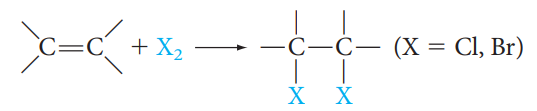 C=C + X₂ → —C—C— (X = Cl, Br)
X X